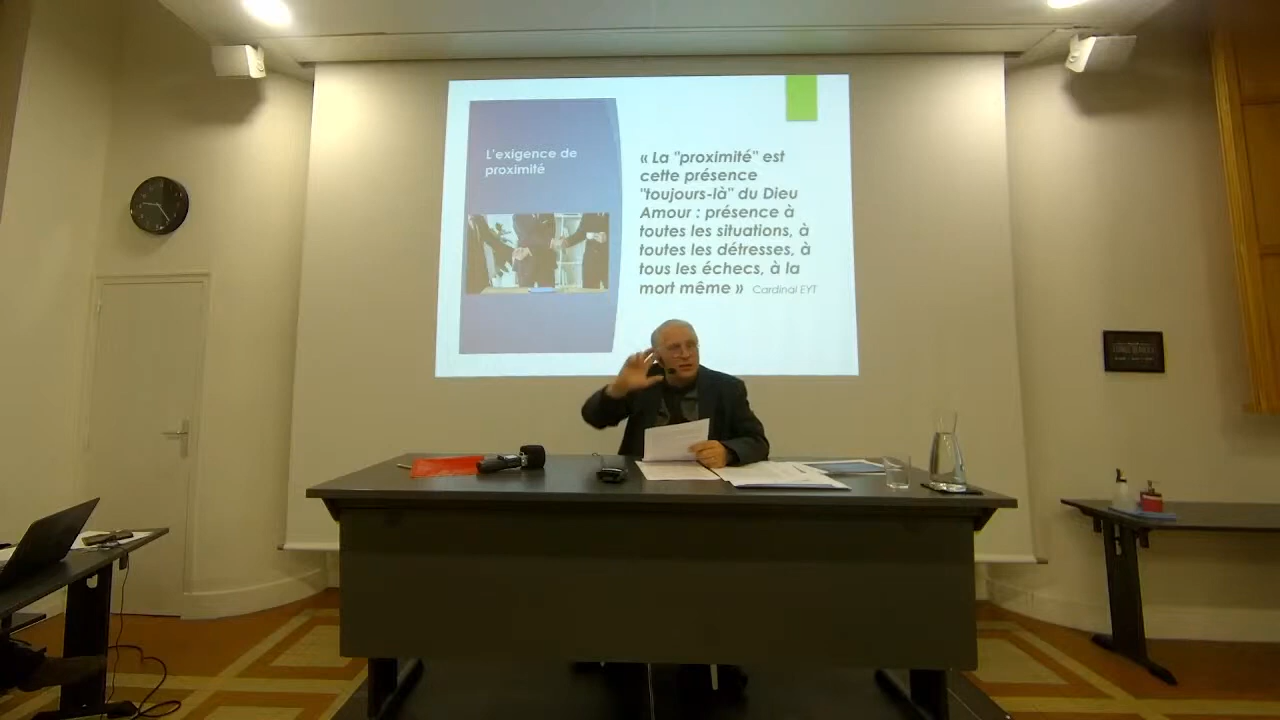 L'exigence de
proximité
« La "proximité" est
cette présence
"toujours-là" du Dieu
Amour : présence à
toutes les situations, à
toutes les détresses, à
tous les échecs, à la
mort même » Cardinal EYT